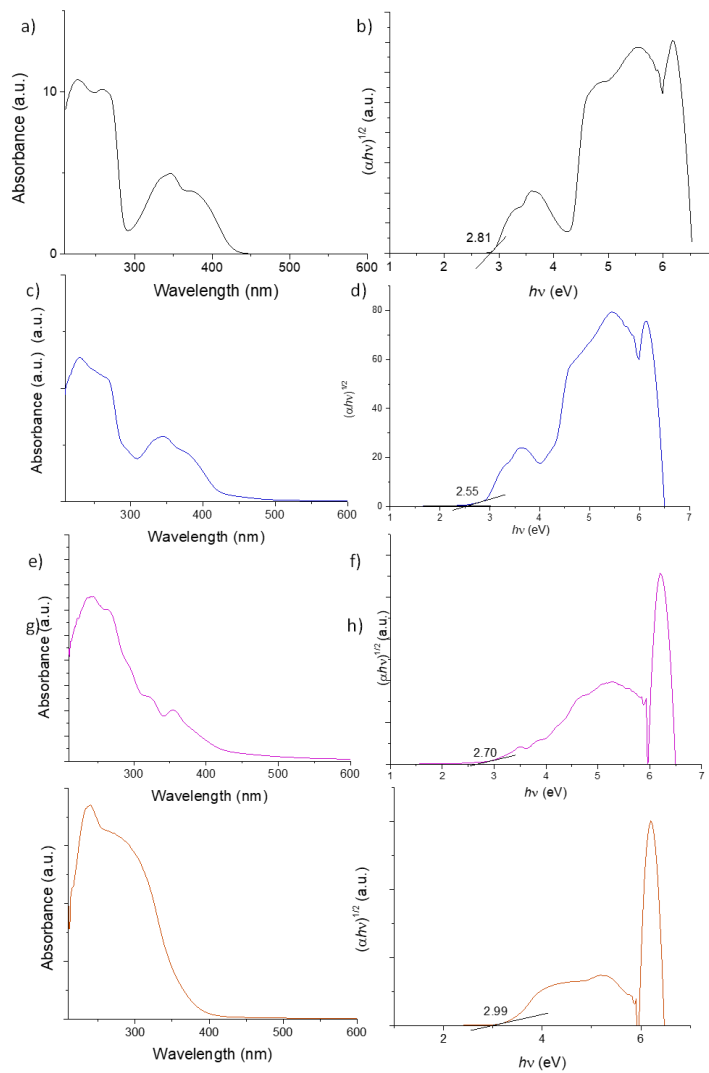 a)
b)
Absorbance (a.u.)
10
0
300
400
500
600
Wavelength (nm)
(αhν)1/2 (a.u.)
2.81
1
2
3
4
5
6
hν (eV)
c)
d)
Absorbance (a.u.) (a.u.)
300
400
500
600
Wavelength (nm)
(αhν)1/2
80
60
40
20
0
2.55
1
2
3
4
5
6
7
hν (eV)
e)
f)
g)
h)
Absorbance (a.u.)
300
400
500
600
Wavelength (nm)
(αhν)1/2 (a.u.)
2.70
1
2
3
4
5
6
7
hν (eV)
Absorbance (a.u.)
300
400
500
600
Wavelength (nm)
(αhν)1/2 (a.u.)
2.99
2
4
6
hν (eV)